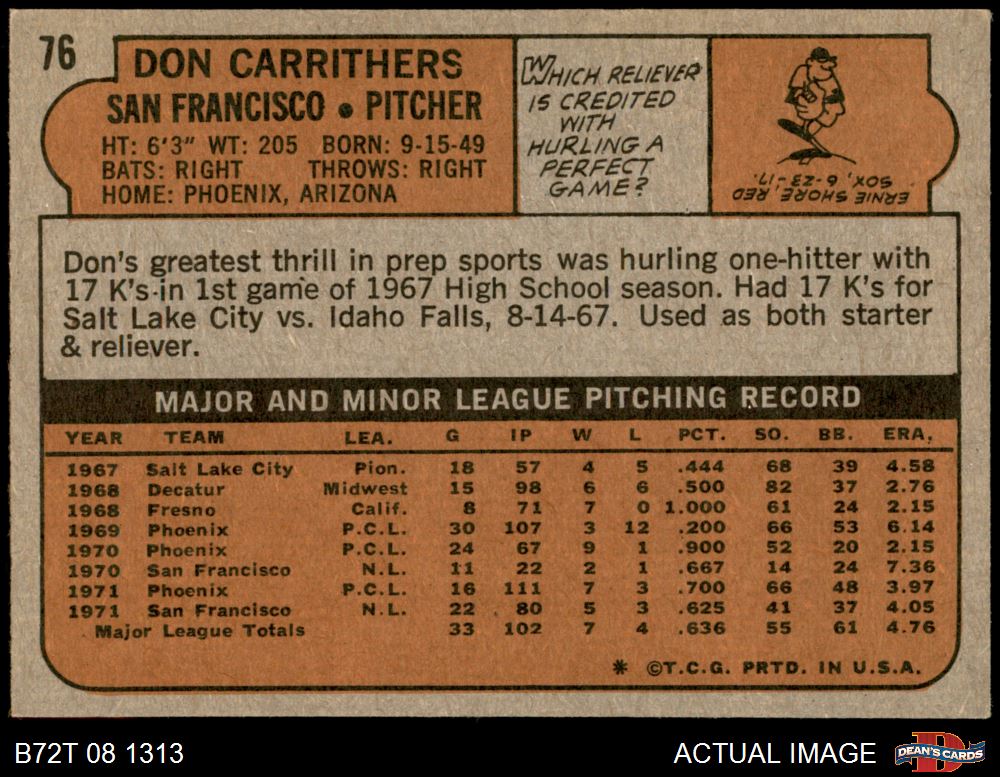 76
DON CARRITHERS
SAN FRANCISCO • PITCHER
HT: 6'3" WT: 205 BORN: 9-15-49
BATS: RIGHT THROWS: RIGHT
HOME: PHOENIX, ARIZONA
WHICH RELIEVER
IS CREDITED
WITH
HURLING A
PERFECT
GAME?
ERNIE SHORE, RED
SOX, 6-23-17.
Don's greatest thrill in prep sports was hurling one-hitter with
17 K's in 1st game of 1967 High School season. Had 17 K's for
Salt Lake City vs. Idaho Falls, 8-14-67. Used as both starter
& reliever.
MAJOR AND MINOR LEAGUE PITCHING RECORD
YEAR TEAM LEA. G IP W L PCT. SO. BB. ERA.
1967 Salt Lake City Pion. 18 57 4 5 .444 68 39 4.58
1968 Decatur Midwest 15 98 6 6 .500 82 37 2.76
1968 Fresno Calif. 8 71 7 0 1.000 61 24 2.15
1969 Phoenix P.C.L. 30 107 3 12 .200 66 53 6.14
1970 Phoenix P.C.L. 24 67 9 1 .900 52 20 2.15
1970 San Francisco N.L. 11 22 2 1 .667 14 24 7.36
1971 Phoenix P.C.L. 16 111 7 3 .700 66 48 3.97
1971 San Francisco N.L. 22 80 5 3 .625 41 37 4.05
Major League Totals 33 102 7 4 .636 55 61 4.76
* ©T.C.G. PRTD. IN U.S.A.
B72T 08 1313
ACTUAL IMAGE
D
DEAN'S CARDS